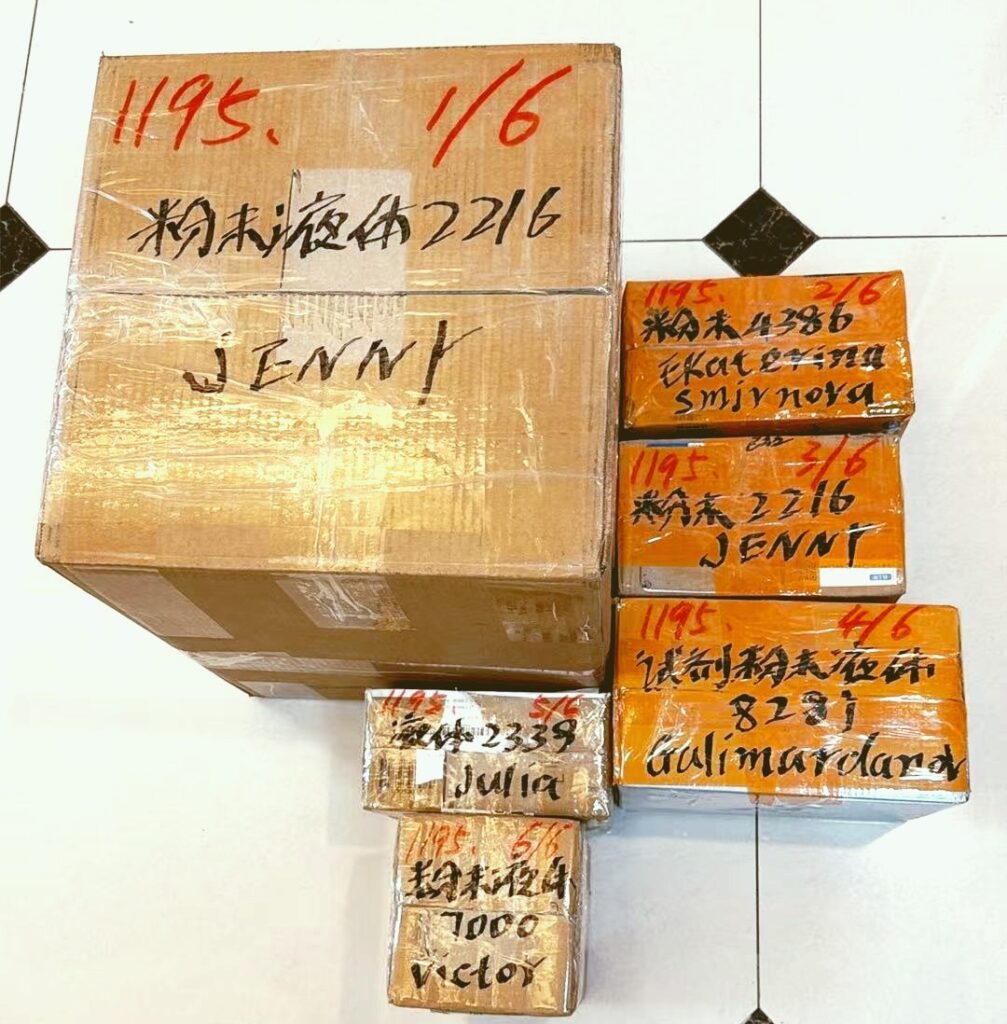 1195. 1/6
粉末液体2216
JENNY
1195. 2/6
粉末4386
EKaterina
smirnova
1195. 3/6
粉末2216
JENNY
1195. 4/6
试剂粉末液体
828j
Galimardana
1195. 5/6
液体2339
Julia
1195. 6/6
粉末液体
7000
Victor